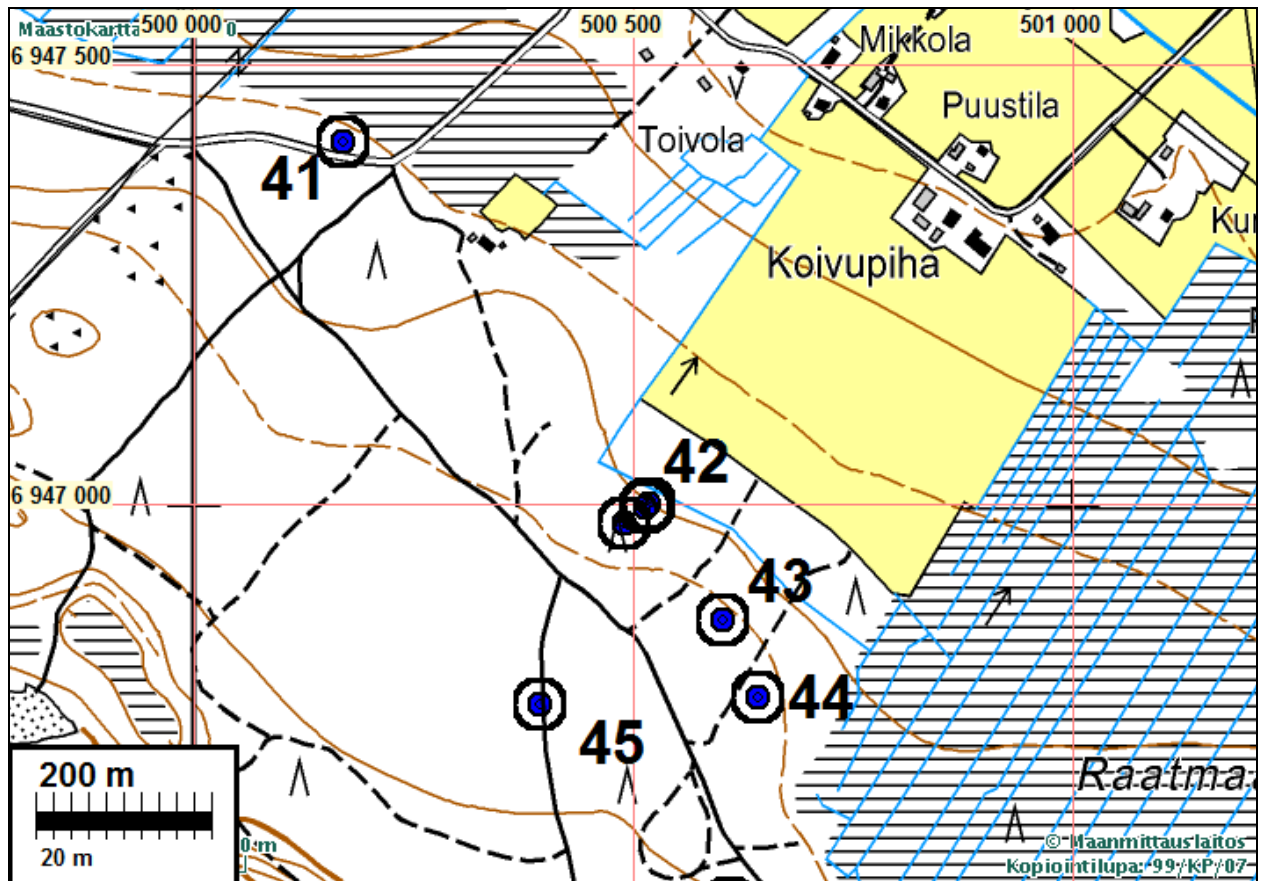 Maastokartta
500 000
500 500
501 000
6 947 500
Mikkola
Puustila
Toivola
41
Koivupiha
42
6 947 000
43
44
45
200 m
20 m
© Maanmittauslaitos
Kopiointilupa: 99/KP/07